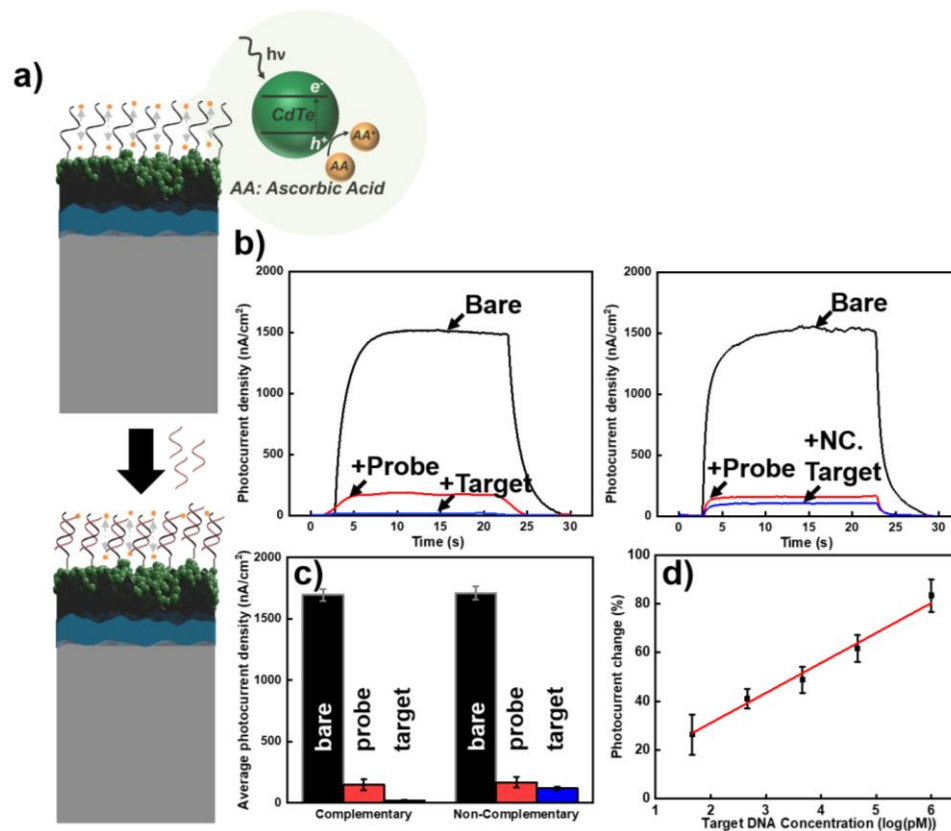 a)
hν
e⁻
CdTe
h⁺
AA⁺
AA
AA: Ascorbic Acid
b)
Photocurrent density (nA/cm²)
2000
1500
1000
500
0
Bare
+Probe
+Target
0 5 10 15 20 25 30
Time (s)
Photocurrent density (nA/cm²)
2000
1500
1000
500
0
Bare
+NC.
+Probe Target
0 5 10 15 20 25 30
Time (s)
c)
Average photocurrent density (nA/cm²)
2000
1500
1000
500
0
bare
probe
target
bare
probe
target
Complementary
Non-Complementary
d)
Photocurrent change (%)
100
80
60
40
20
0
1 2 3 4 5 6
Target DNA Concentration (log(pM))